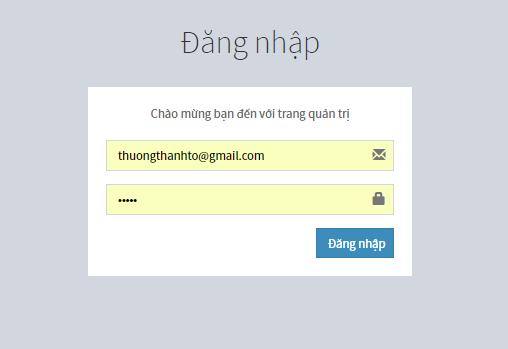 Đăng nhập
Chào mừng bạn đến với trang quản trị
thuongthanhto@gmail.com
•••••
Đăng nhập